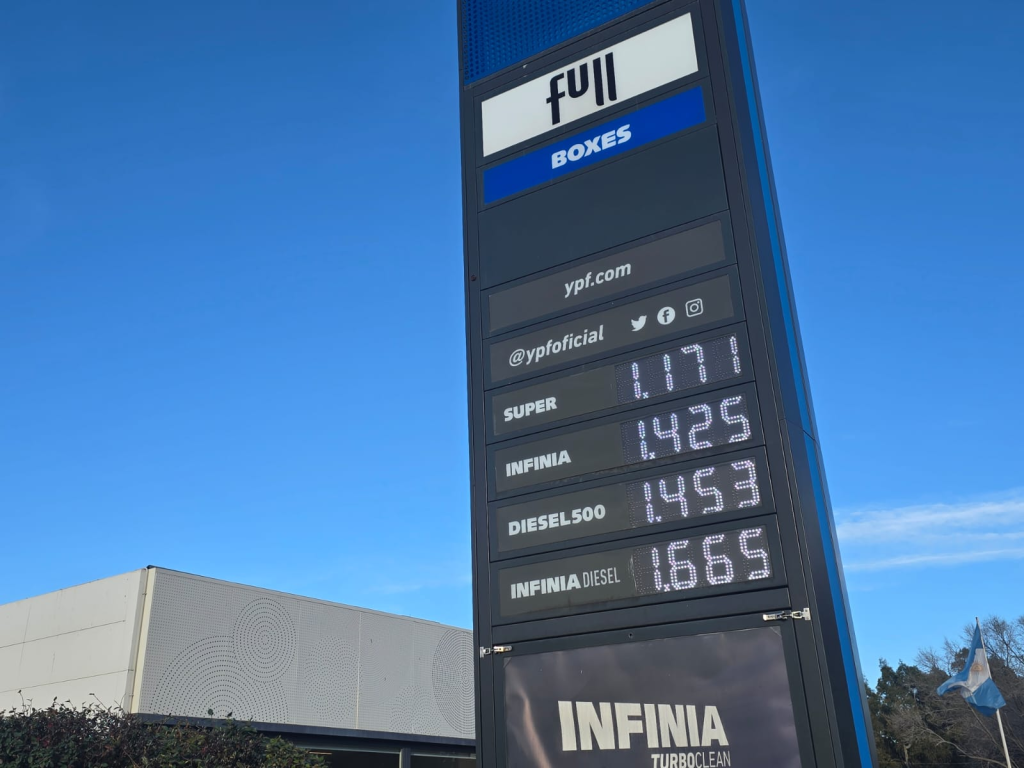 full
BOXES
ypf.com
@ypfoficial
SUPER 1.171
INFINIA 1.425
DIESEL500 1.453
INFINIA DIESEL 1.665
INFINIA
TURBOCLEAN